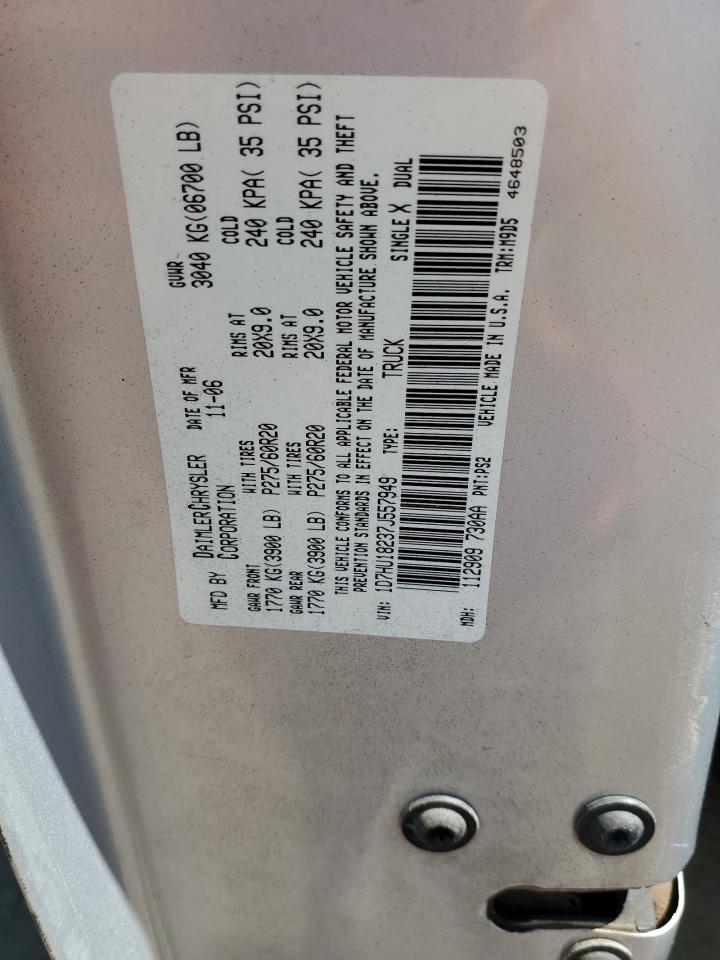 MFD BY DAIMLERCHRYSLER CORPORATION DATE OF MFR 11-06 GVWR 3040 KG(06700 LB)
GAWR FRONT WITH TIRES RIMS AT COLD
1770 KG(3900 LB) P275/60R20 20X9.0 240 KPA( 35 PSI)
GAWR REAR WITH TIRES RIMS AT COLD
1770 KG(3900 LB) P275/60R20 20X9.0 240 KPA( 35 PSI)
THIS VEHICLE CONFORMS TO ALL APPLICABLE FEDERAL MOTOR VEHICLE SAFETY AND THEFT
PREVENTION STANDARDS IN EFFECT ON THE DATE OF MANUFACTURE SHOWN ABOVE.
VIN: 1D7HU18237J557949 TYPE: TRUCK SINGLE X DUAL
MDH: 112909 730AA PNT:PS2 VEHICLE MADE IN U.S.A. TRM:M9D5
4648503